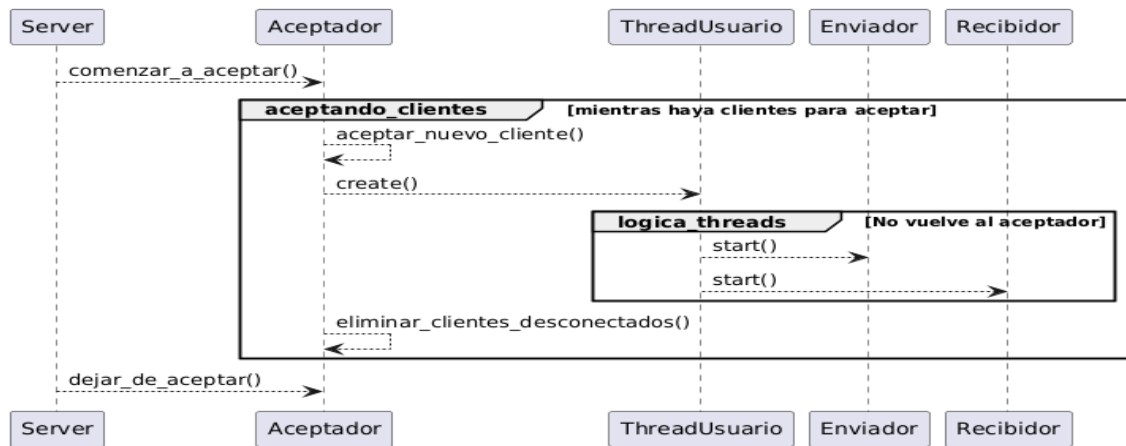 Server Aceptador ThreadUsuario Enviador Recibidor
comenzar_a_aceptar()
aceptando_clientes [mientras haya clientes para aceptar]
aceptar_nuevo_cliente()
create()
logica_threads [No vuelve al aceptador]
start()
start()
eliminar_clientes_desconectados()
dejar_de_aceptar()
Server Aceptador ThreadUsuario Enviador Recibidor